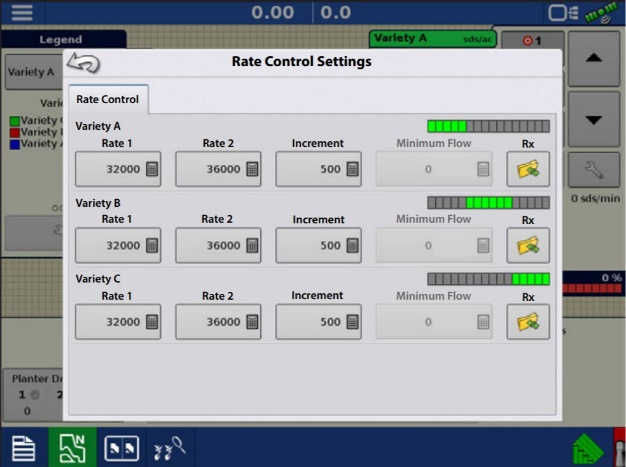 0.00 0.0
Legend
Variety A sds/ac 1
Rate Control Settings
Variety A
Rate Control
Variety A
Rate 1 Rate 2 Increment Minimum Flow Rx
32000 36000 500 0
Variety B
Rate 1 Rate 2 Increment Minimum Flow Rx
32000 36000 500 0
Variety C
Rate 1 Rate 2 Increment Minimum Flow Rx
32000 36000 500 0
Variety
Variety
Variety
0 sds/min
0 %
Planter
1 2
0
N